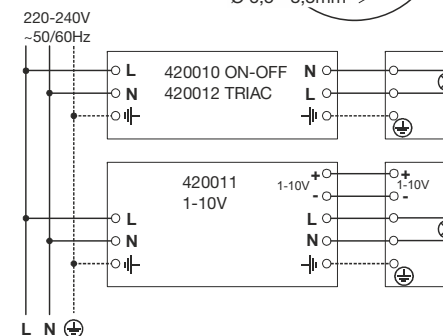 220-240V
~50/60Hz
L 420010 ON-OFF N
N 420012 TRIAC L
420011
1-10V
1-10V + +
1-10V
- -
L L
N N
L N